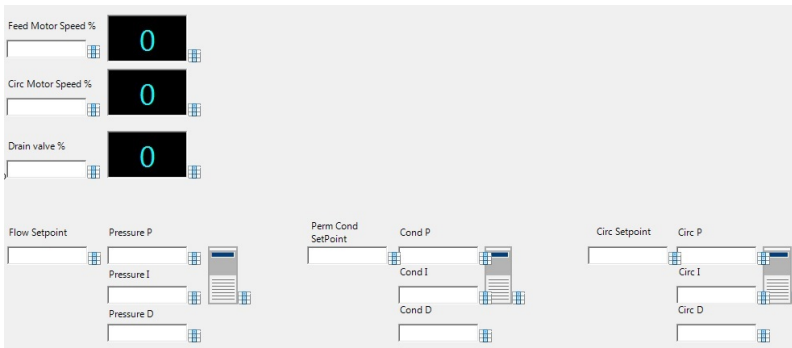 Feed Motor Speed %
0
Circ Motor Speed %
0
Drain valve %
0
Flow Setpoint
Pressure P
Pressure I
Pressure D
Perm Cond
SetPoint
Cond P
Cond I
Cond D
Circ Setpoint
Circ P
Circ I
Circ D